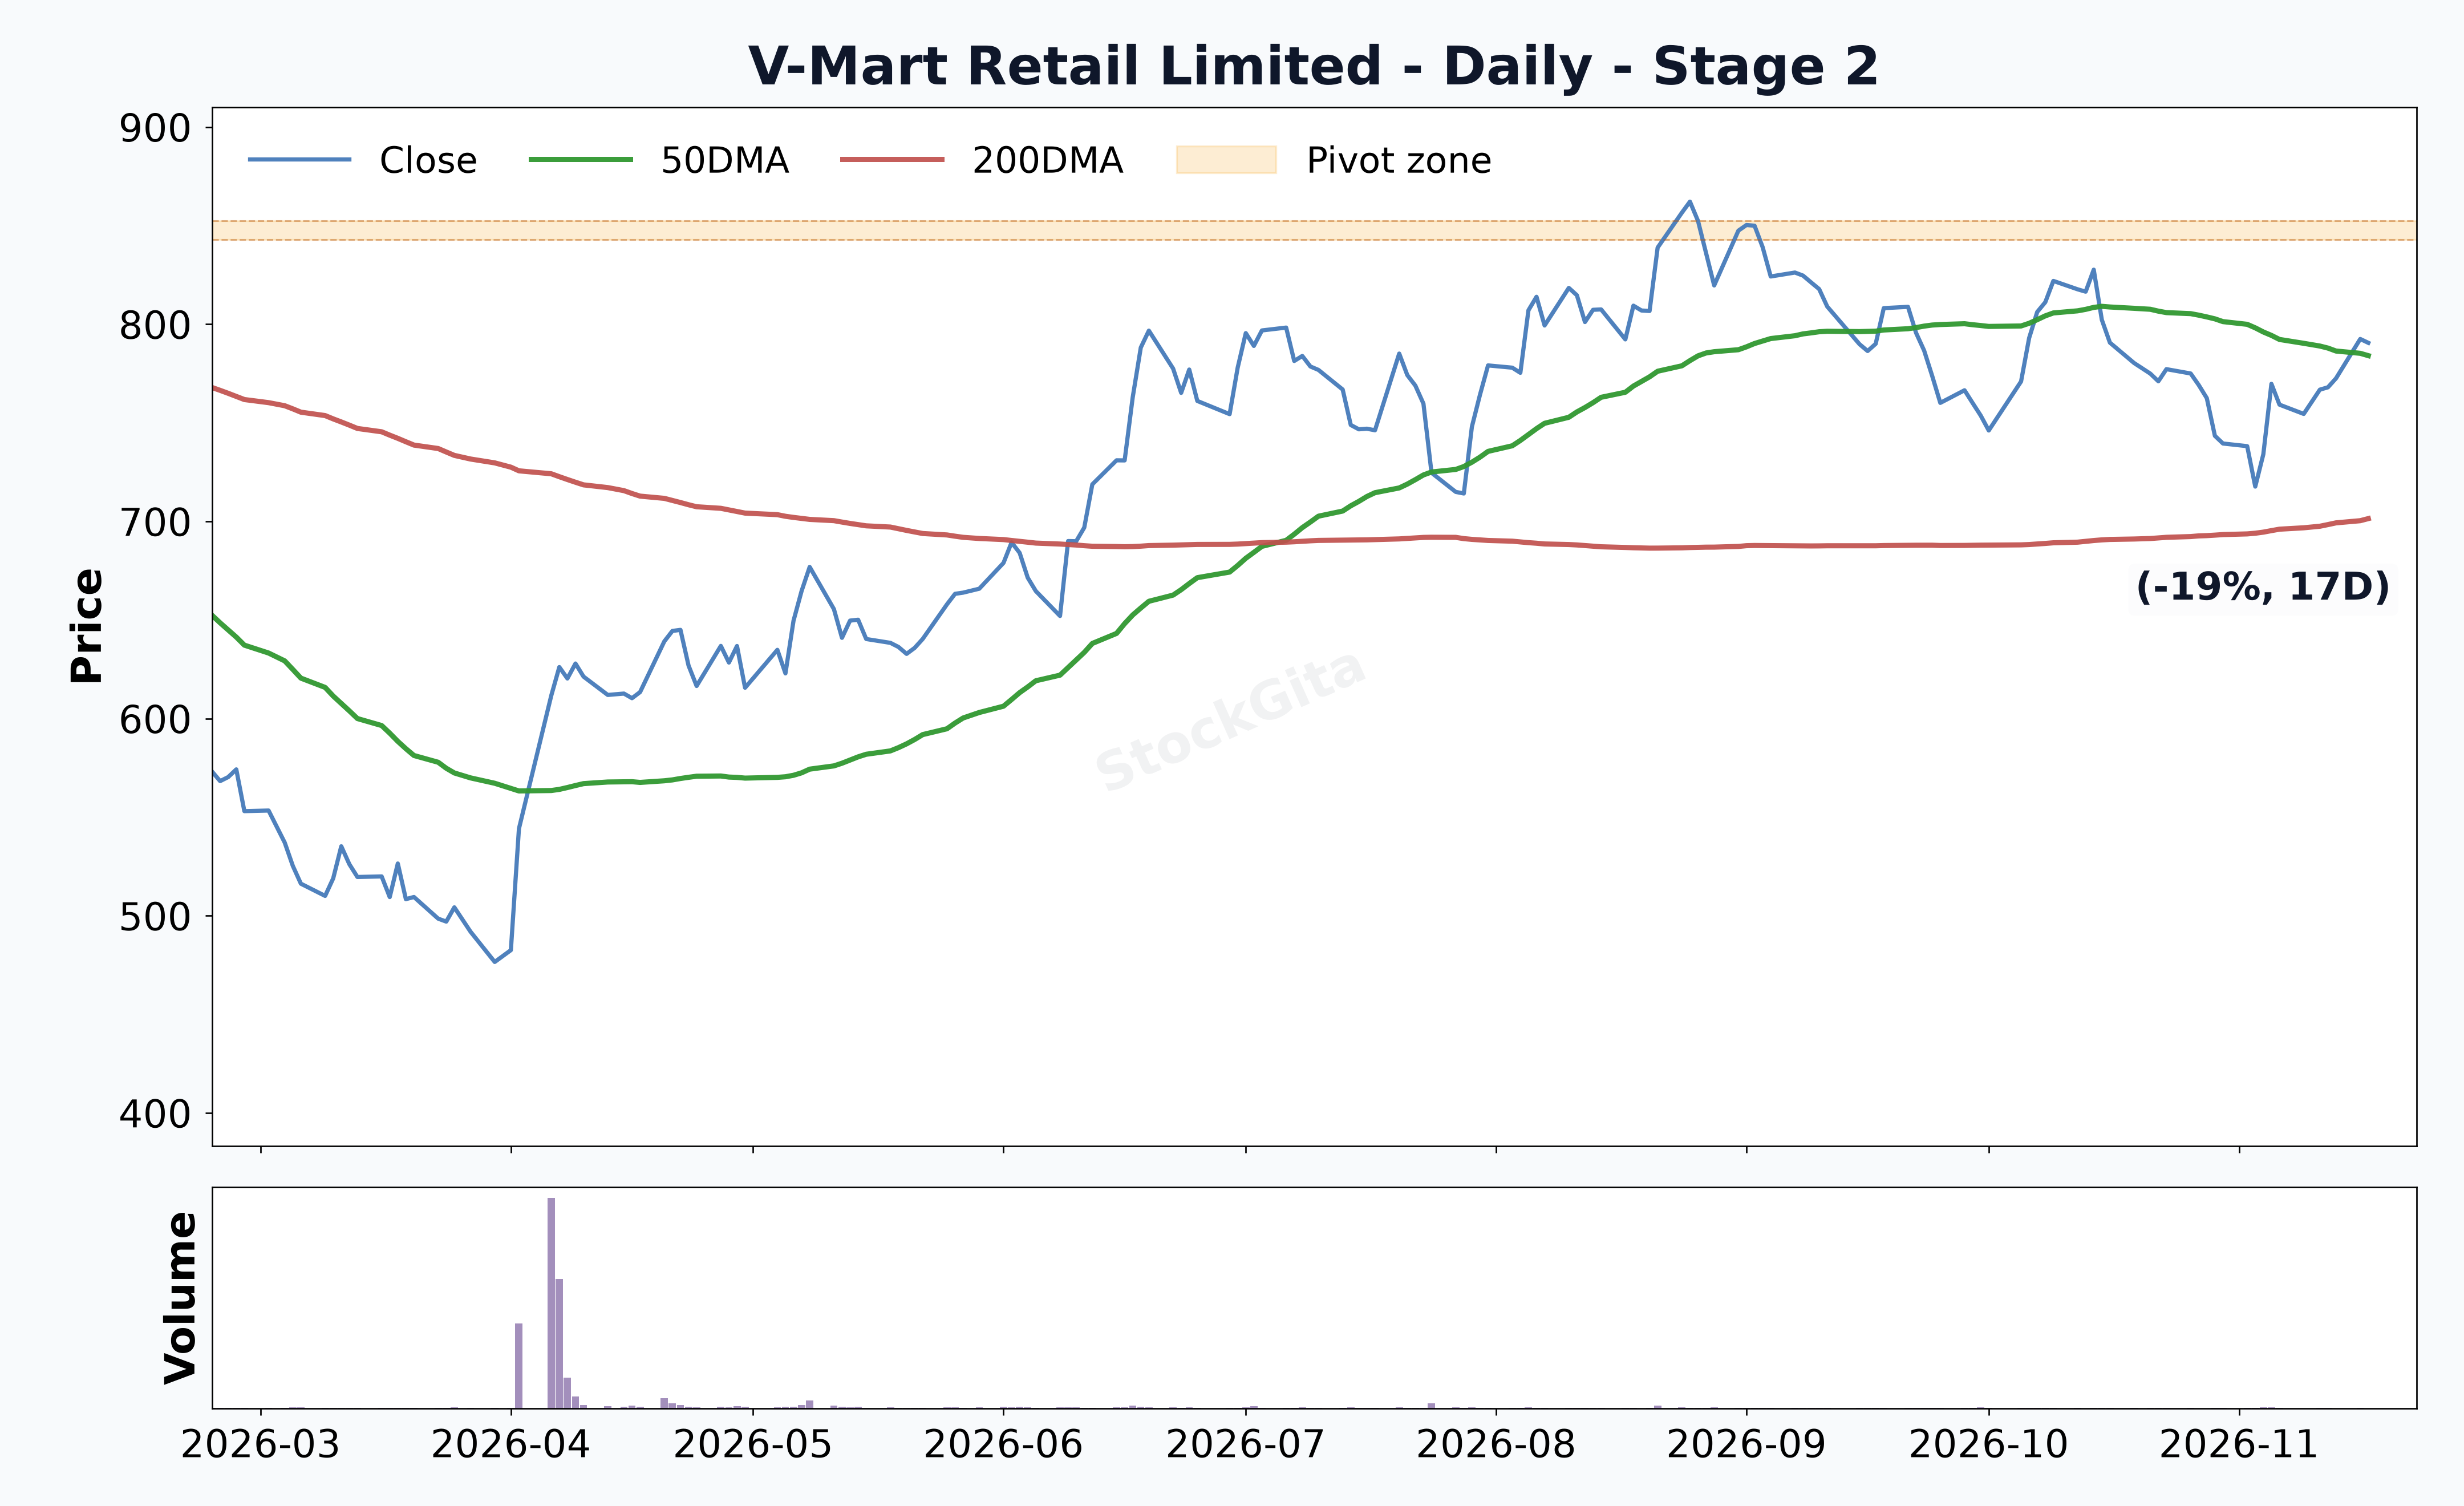 V-Mart Retail Limited - Daily - Stage 2
Close 50DMA 200DMA Pivot zone
900
800
700
600
500
400
Price
(-19%, 17D)
StockGita
Volume
2026-03 2026-04 2026-05 2026-06 2026-07 2026-08 2026-09 2026-10 2026-11